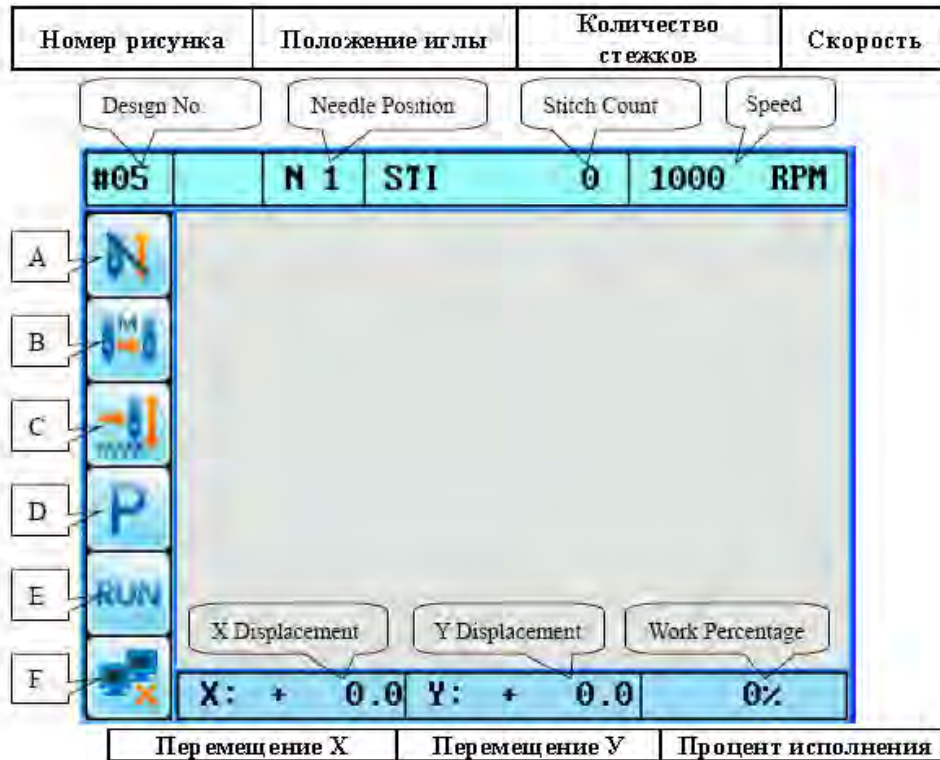 Номер рисунка
Положение иглы
Количество
стежков
Скорость
Design No
Needle Position
Stitch Count
Speed
#05 N 1 STI 0 1000 RPM
A
B
M
C
D
P
E
RUN
X Displacement
Y Displacement
Work Percentage
F
X: + 0.0 Y: + 0.0 0%
Перемещение X
Перемещение У
Процент исполнения